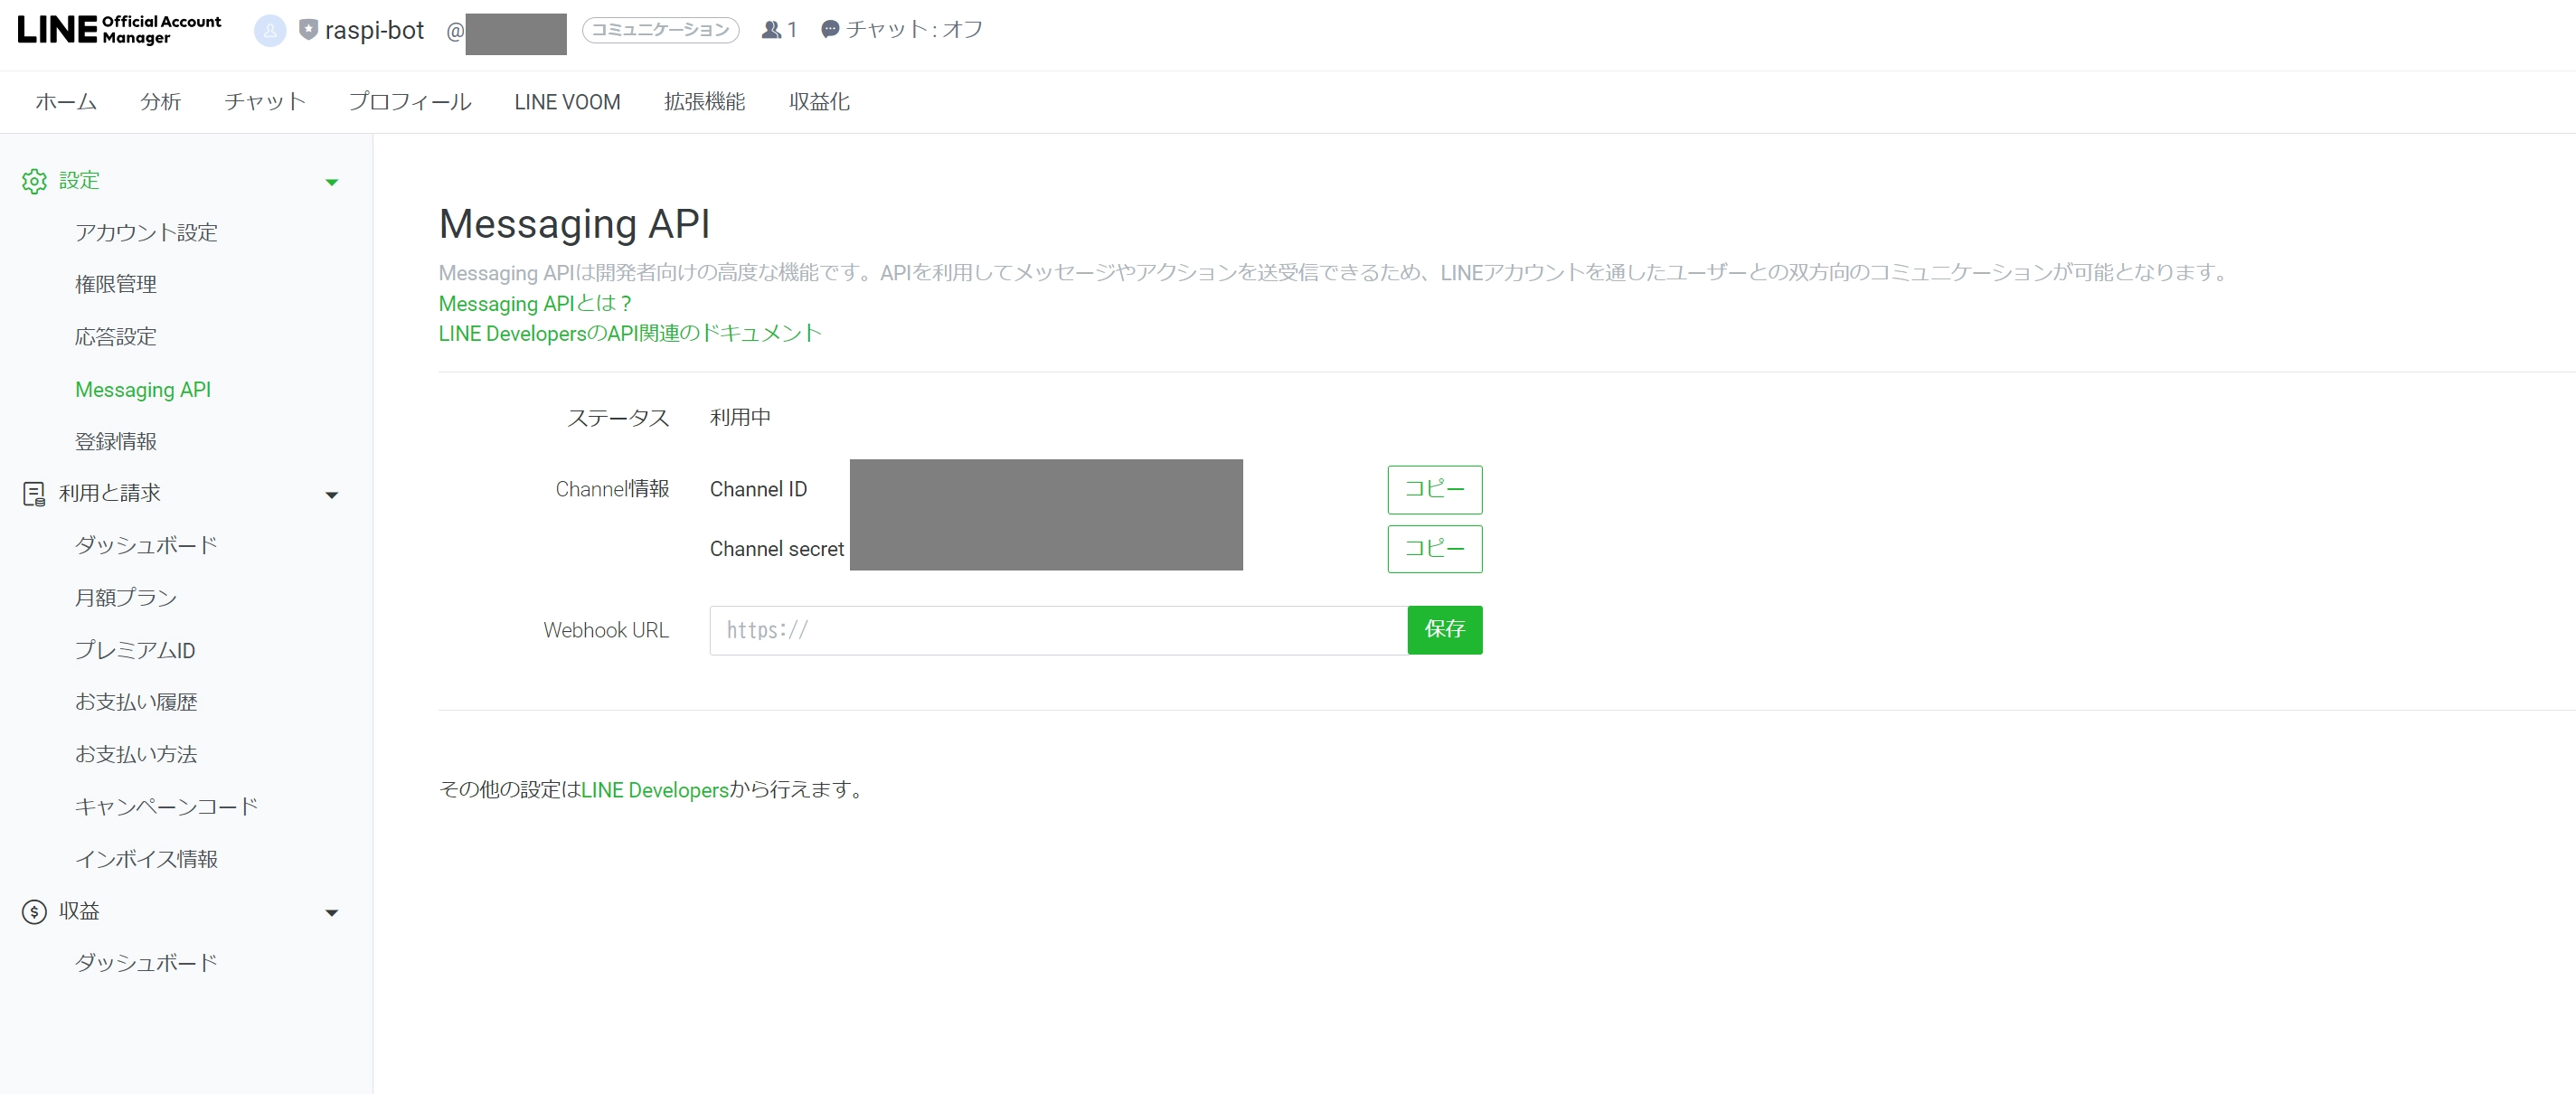 LINE Official Account Manager
raspi-bot @ コミュニケーション 1 チャット : オフ
ホーム 分析 チャット プロフィール LINE VOOM 拡張機能 収益化
設定
アカウント設定
権限管理
応答設定
Messaging API
登録情報
利用と請求
ダッシュボード
月額プラン
プレミアムID
お支払い履歴
お支払い方法
キャンペーンコード
インボイス情報
収益
ダッシュボード
Messaging API
Messaging APIは開発者向けの高度な機能です。APIを利用してメッセージやアクションを送受信できるため、LINEアカウントを通したユーザーとの双方向のコミュニケーションが可能となります。
Messaging APIとは？
LINE DevelopersのAPI関連のドキュメント
ステータス 利用中
Channel情報 Channel ID コピー
Channel secret コピー
Webhook URL https:// 保存
その他の設定はLINE Developersから行えます。